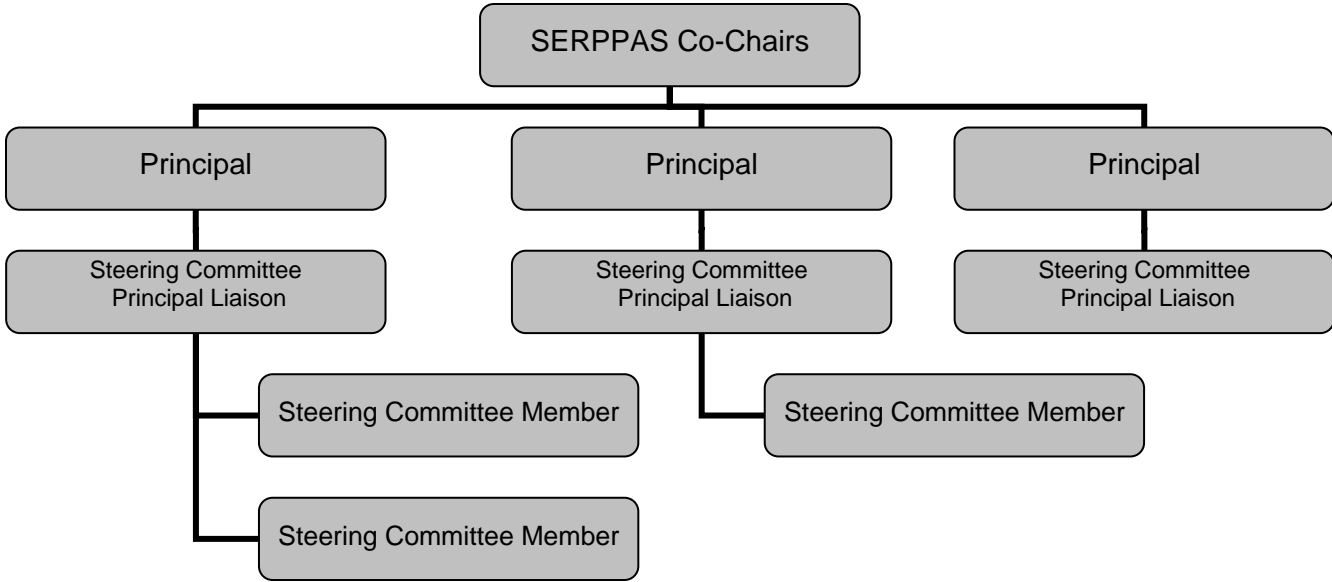 SERPPAS Co-Chairs
Principal
Principal
Principal
Steering Committee
Principal Liaison
Steering Committee
Principal Liaison
Steering Committee
Principal Liaison
Steering Committee Member
Steering Committee Member
Steering Committee Member